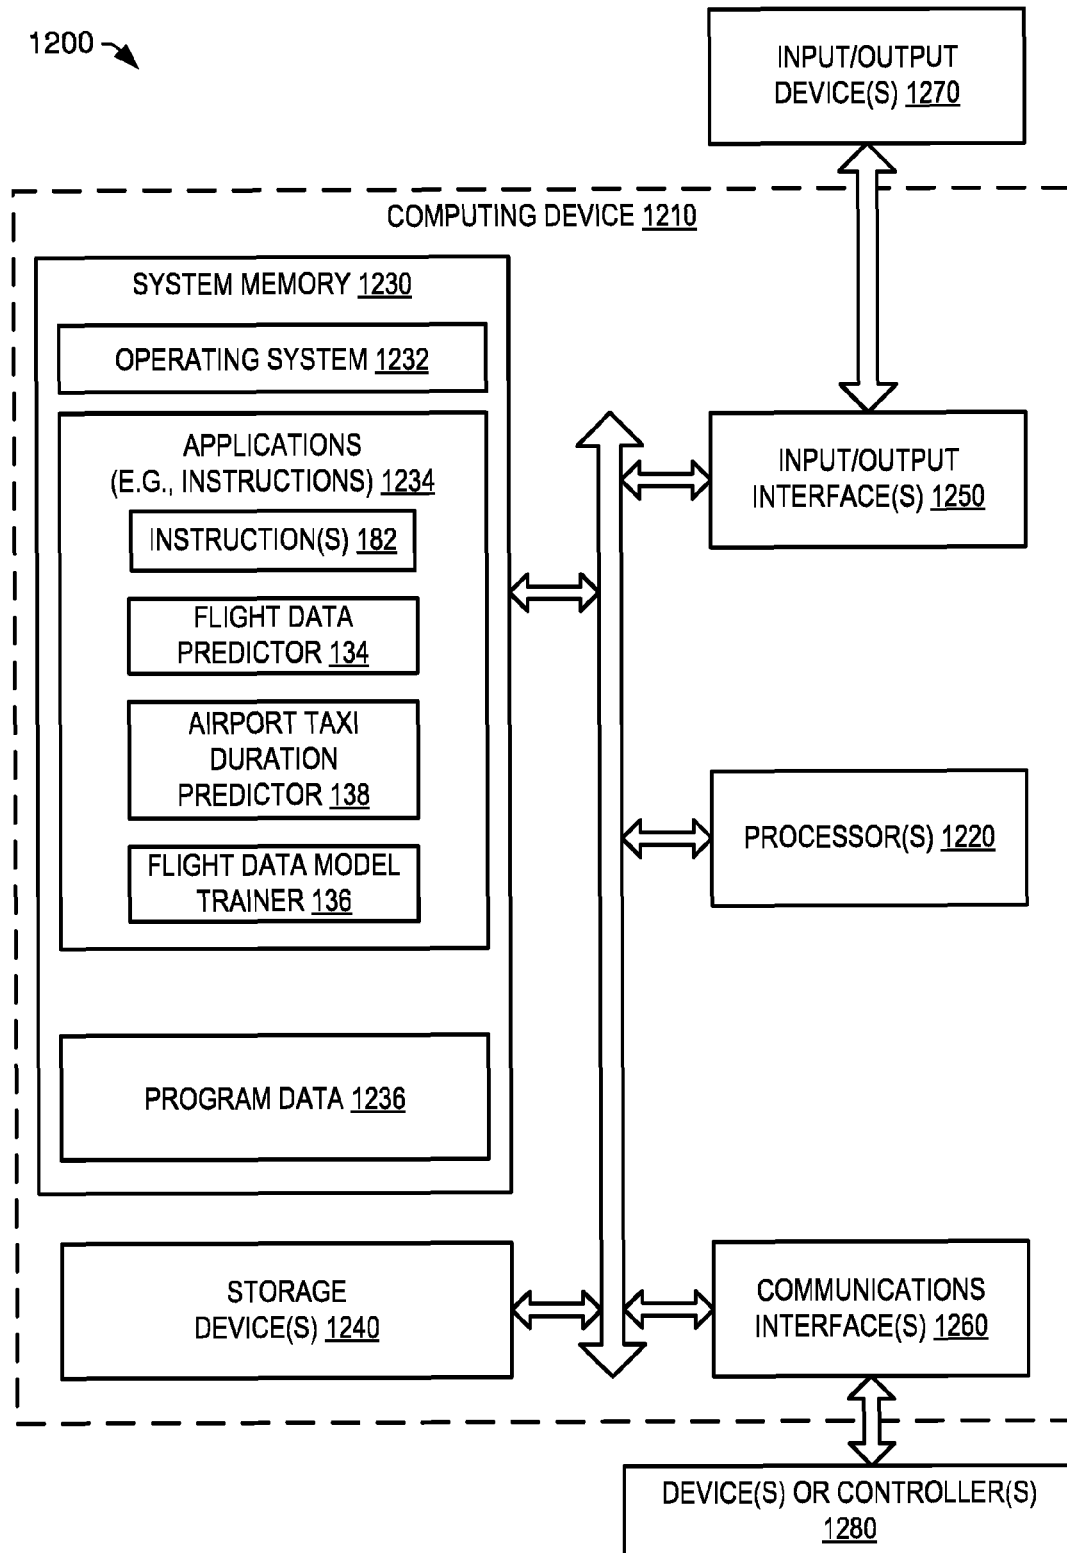 1200
INPUT/OUTPUT
DEVICE(S) 1270
COMPUTING DEVICE 1210
SYSTEM MEMORY 1230
OPERATING SYSTEM 1232
APPLICATIONS
(E.G., INSTRUCTIONS) 1234
INSTRUCTION(S) 182
FLIGHT DATA
PREDICTOR 134
AIRPORT TAXI
DURATION
PREDICTOR 138
FLIGHT DATA MODEL
TRAINER 136
PROGRAM DATA 1236
STORAGE
DEVICE(S) 1240
INPUT/OUTPUT
INTERFACE(S) 1250
PROCESSOR(S) 1220
COMMUNICATIONS
INTERFACE(S) 1260
DEVICE(S) OR CONTROLLER(S)
1280